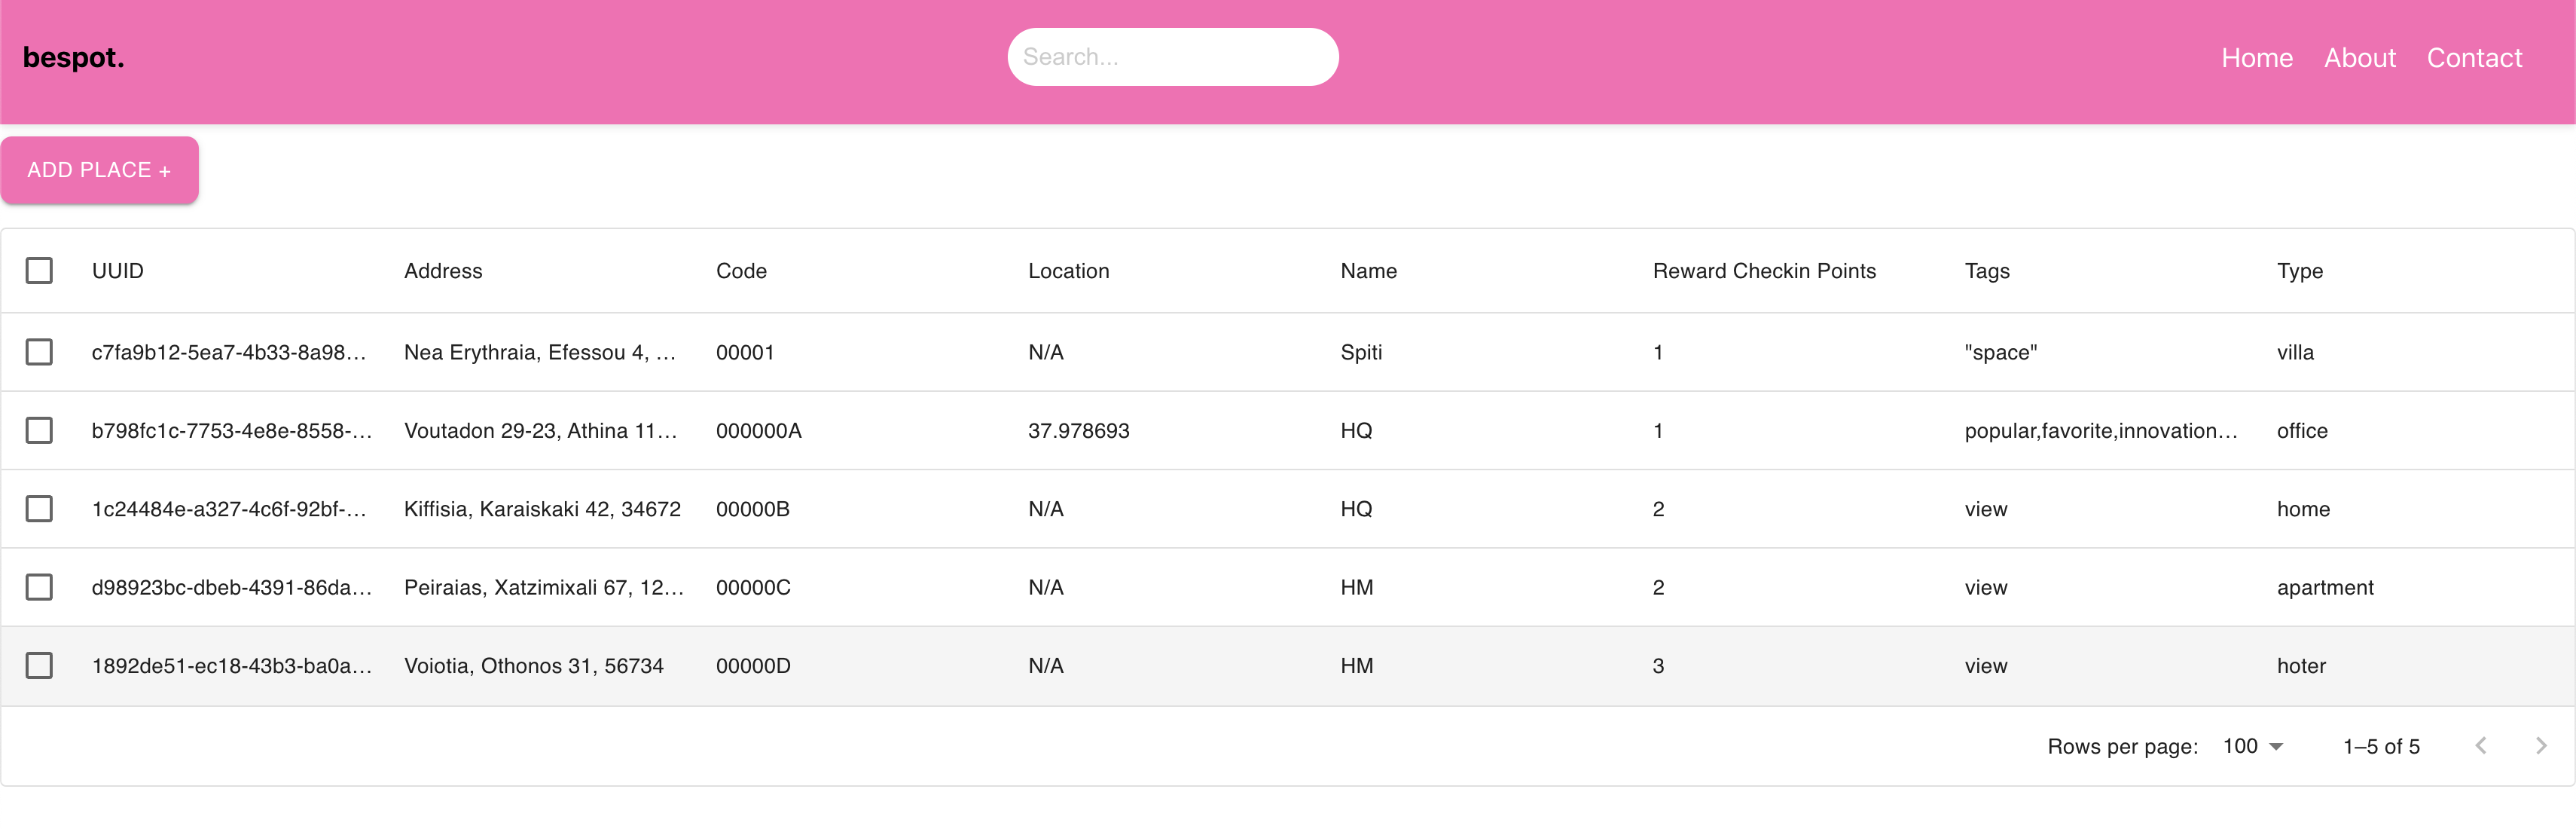 bespot.
Search...
Home About Contact
ADD PLACE +
UUID Address Code Location Name Reward Checkin Points Tags Type
c7fa9b12-5ea7-4b33-8a98... Nea Erythraia, Efessou 4, ... 00001 N/A Spiti 1 "space" villa
b798fc1c-7753-4e8e-8558-... Voutadon 29-23, Athina 11... 000000A 37.978693 HQ 1 popular,favorite,innovation... office
1c24484e-a327-4c6f-92bf-... Kiffisia, Karaiskaki 42, 34672 00000B N/A HQ 2 view home
d98923bc-dbeb-4391-86da... Peiraias, Xatzimixali 67, 12... 00000C N/A HM 2 view apartment
1892de51-ec18-43b3-ba0a... Voiotia, Othonos 31, 56734 00000D N/A HM 3 view hoter
Rows per page: 100 1–5 of 5